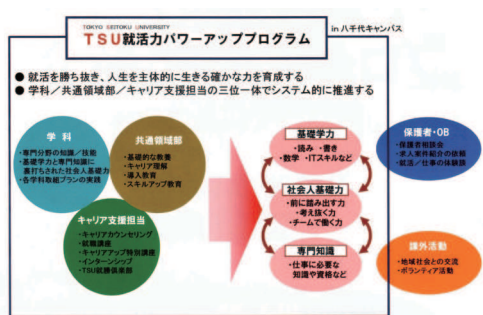 TOKYO SEITOKU UNIVERSITY
TSU就活力パワーアッププログラム
in 八千代キャンパス
● 就活を勝ち抜き、人生を主体的に生きる確かな力を育成する
● 学科／共通領域部／キャリア支援担当の三位一体でシステム的に推進する
学科
・専門分野の知識／技能
・基礎学力と専門知識に
裏打ちされた社会人基礎力
・各学科取組プランの実践
共通領域部
・基礎的な教養
・キャリア理解
・導入教育
・スキルアップ教育
キャリア支援担当
・キャリアカウンセリング
・就職講座
・キャリアアップ特別講座
・インターンシップ
・TSU就勝倶楽部
基礎学力
・読み ・書き
・数学 ・ITスキルなど
社会人基礎力
・前に踏み出す力
・考え抜く力
・チームで働く力
専門知識
・仕事に必要な
知識や資格など
保護者・OB
・保護者相談会
・求人案件紹介の依頼
・就活／仕事の体験談
課外活動
・地域社会との交流
・ボランティア活動